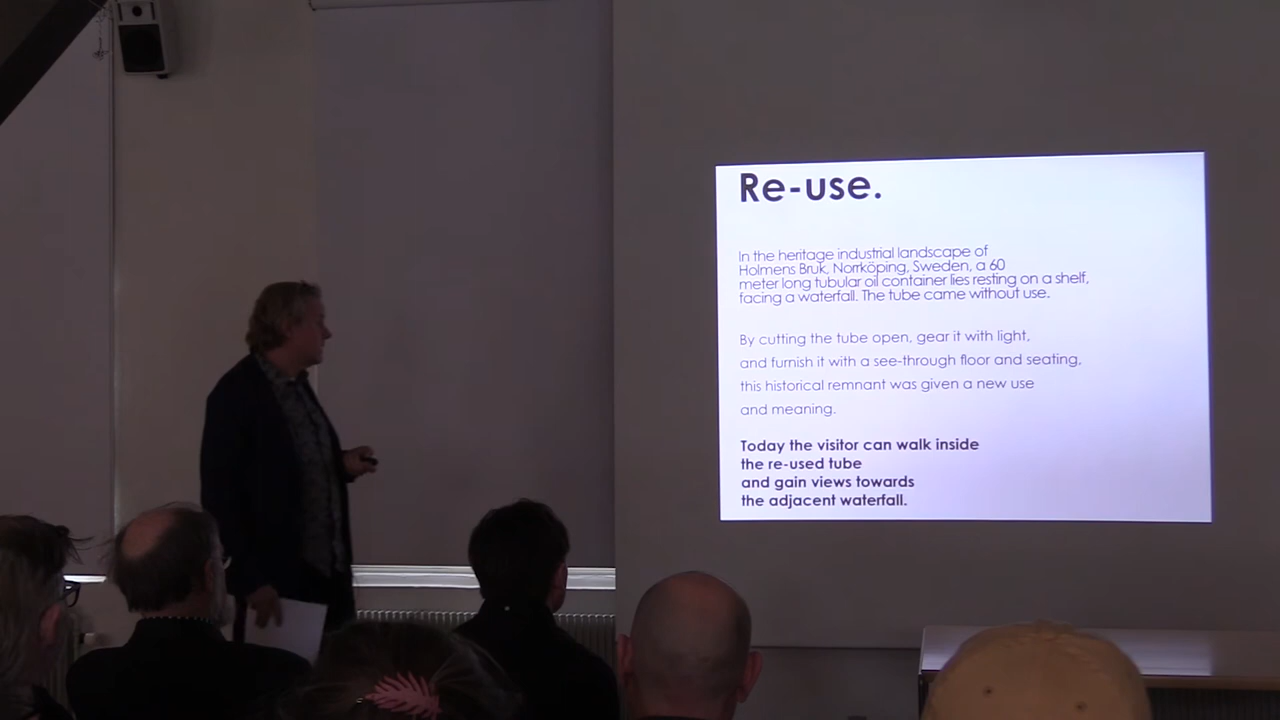 Re-use.
In the heritage industrial landscape of
Holmens Bruk, Norrköping, Sweden, a 60
meter long tubular oil container lies resting on a shelf,
facing a waterfall. The tube came without use.
By cutting the tube open, gear it with light,
and furnish it with a see-through floor and seating,
this historical remnant was given a new use
and meaning.
Today the visitor can walk inside
the re-used tube
and gain views towards
the adjacent waterfall.